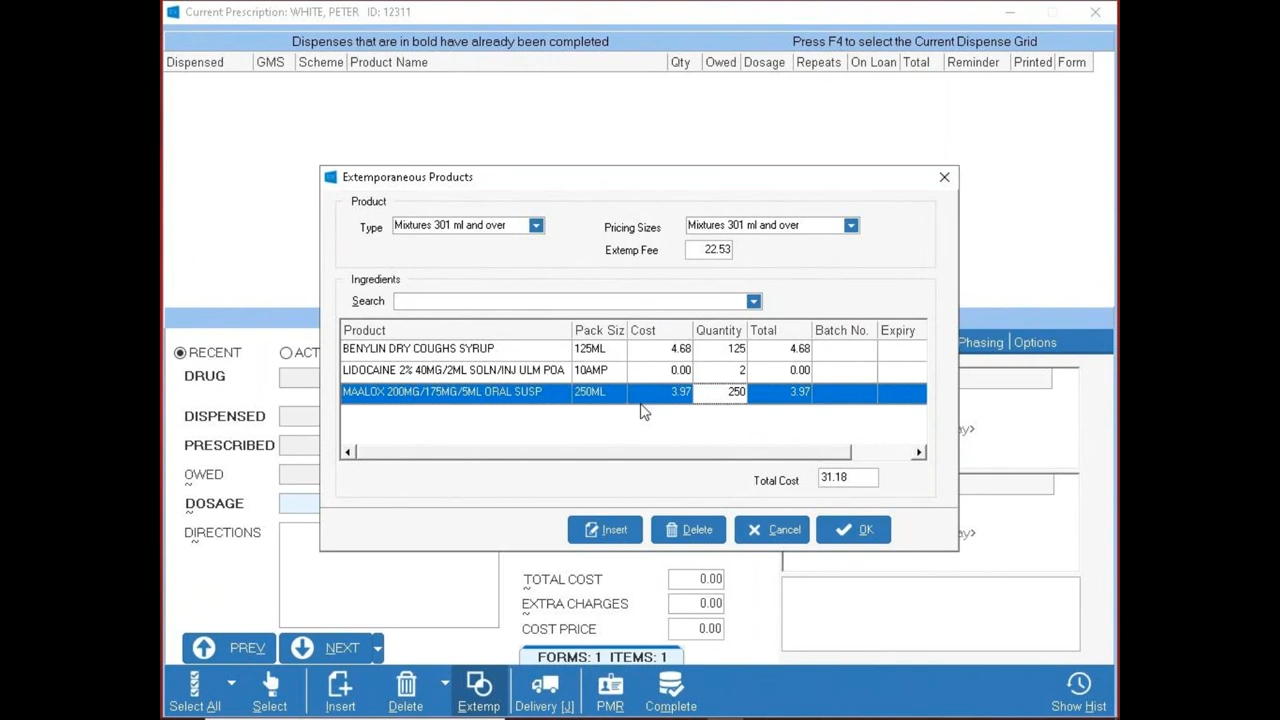 Current Prescription: WHITE, PETER ID: 12311
Dispenses that are in bold have already been completed Press F4 to select the Current Dispense Grid
Dispensed GMS Scheme Product Name Qty Owed Dosage Repeats On Loan Total Reminder Printed Form
Extemporaneous Products
Product
Type Mixtures 301 ml and over Pricing Sizes Mixtures 301 ml and over
Extemp Fee 22.53
Ingredients
Search
Product Pack Siz Cost Quantity Total Batch No. Expiry
BENYLIN DRY COUGHS SYRUP 125ML 4.68 125 4.68
LIDOCAINE 2% 40MG/2ML SOLN/INJ ULM POA 10AMP 0.00 2 0.00
MAALOX 200MG/175MG/5ML ORAL SUSP 250ML 3.97 250 3.97
Total Cost 31.18
Insert Delete Cancel OK
RECENT ACT
Phasing Options
DRUG
DISPENSED
ay>
PRESCRIBED
OWED
DOSAGE
DIRECTIONS
ay>
TOTAL COST 0.00
EXTRA CHARGES 0.00
COST PRICE 0.00
PREV NEXT
FORMS: 1 ITEMS: 1
Select All Select Insert Delete Extemp Delivery [J] PMR Complete Show Hist